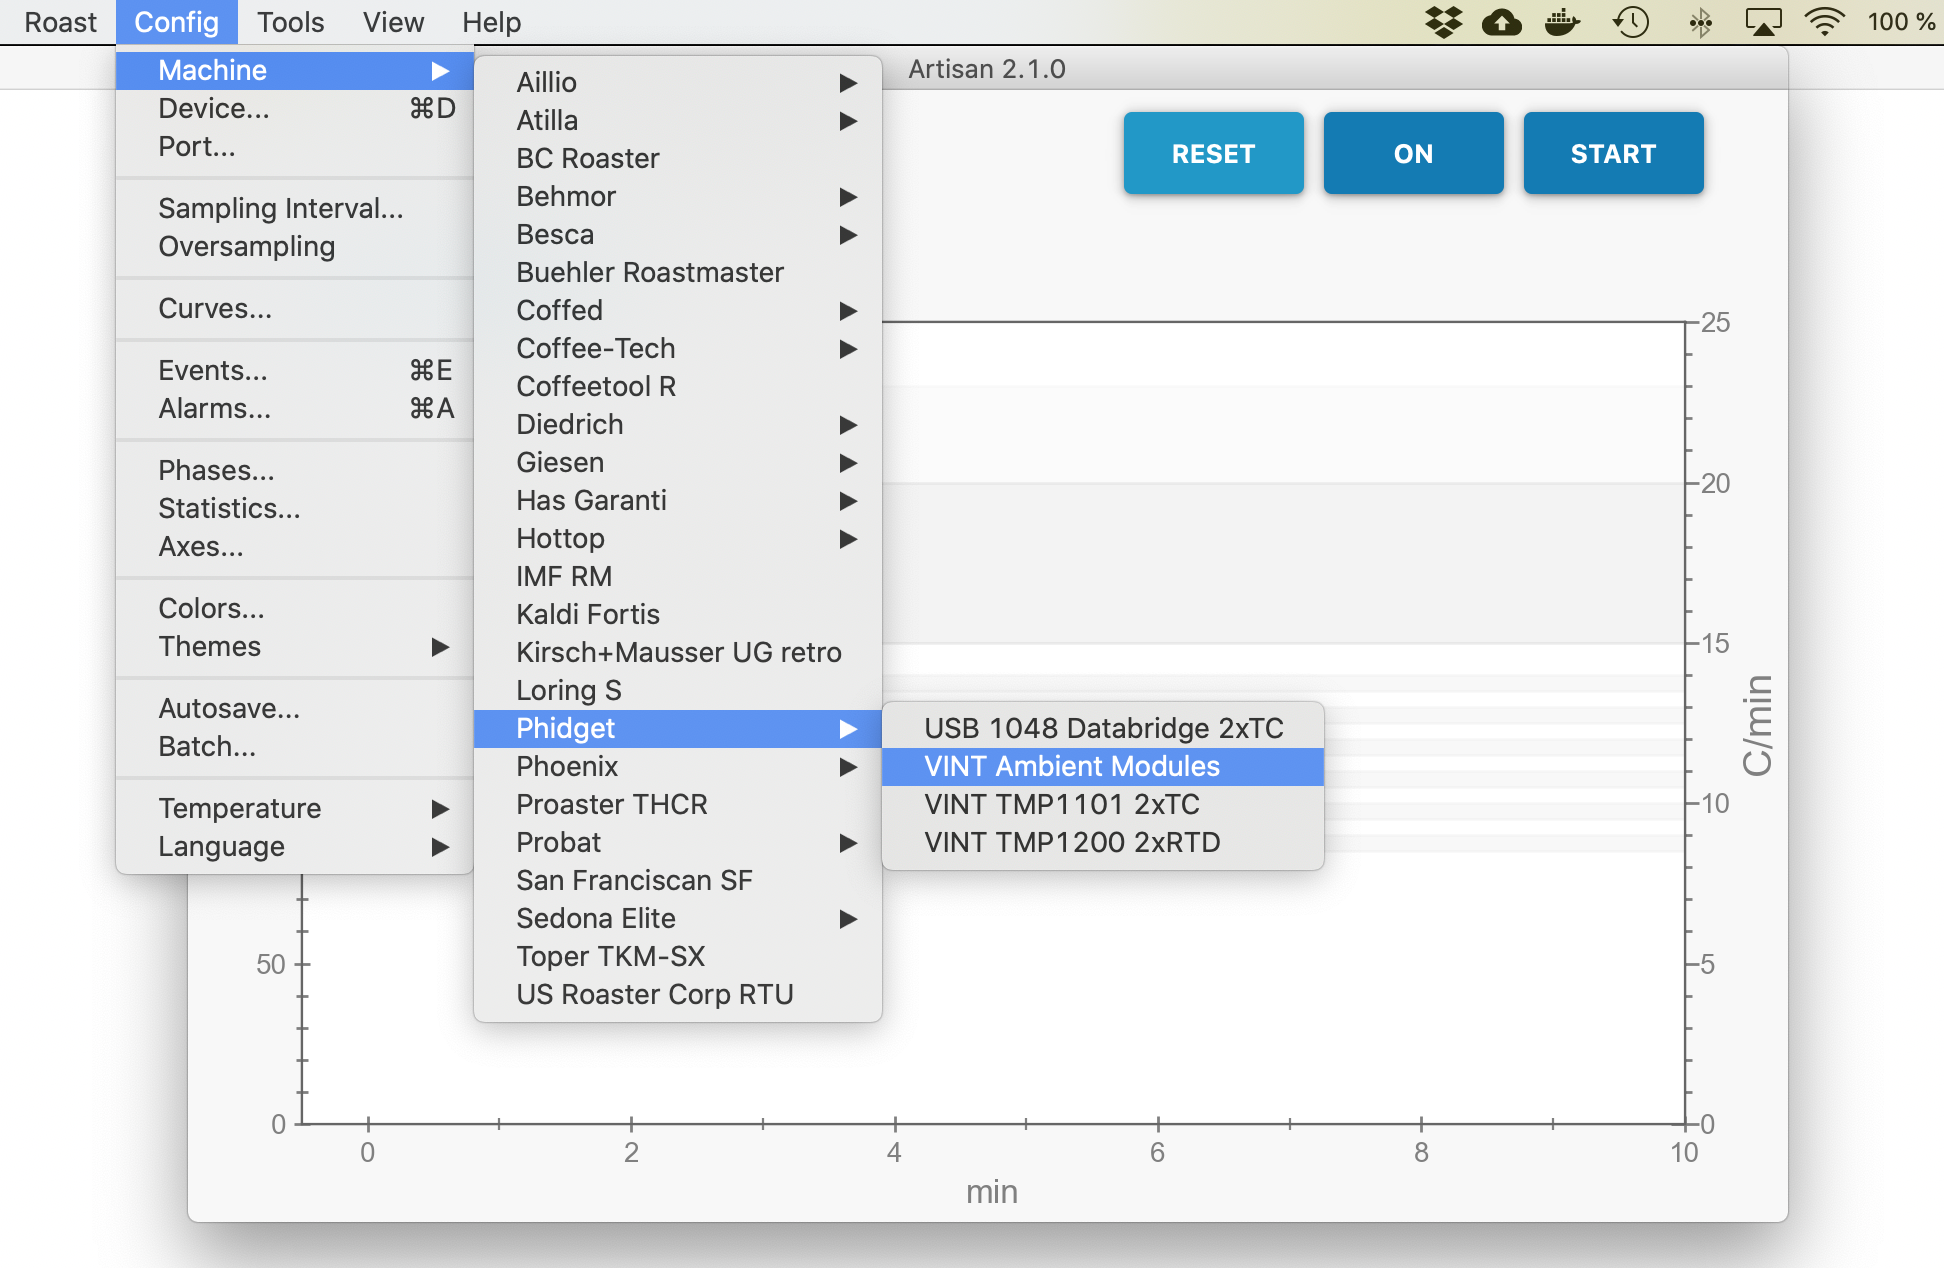 Roast Config Tools View Help 100 %
Artisan 2.1.0
Machine
Device... ⌘D
Port...
Sampling Interval...
Oversampling
Curves...
Events... ⌘E
Alarms... ⌘A
Phases...
Statistics...
Axes...
Colors...
Themes
Autosave...
Batch...
Temperature
Language
Aillio
Atilla
BC Roaster
Behmor
Besca
Buehler Roastmaster
Coffed
Coffee-Tech
Coffeetool R
Diedrich
Giesen
Has Garanti
Hottop
IMF RM
Kaldi Fortis
Kirsch+Mausser UG retro
Loring S
Phidget
Phoenix
Proaster THCR
Probat
San Franciscan SF
Sedona Elite
Toper TKM-SX
US Roaster Corp RTU
USB 1048 Databridge 2xTC
VINT Ambient Modules
VINT TMP1101 2xTC
VINT TMP1200 2xRTD
RESET ON START
25
20
15
10
5
0
C/min
50
0
0 2 4 6 8 10
min